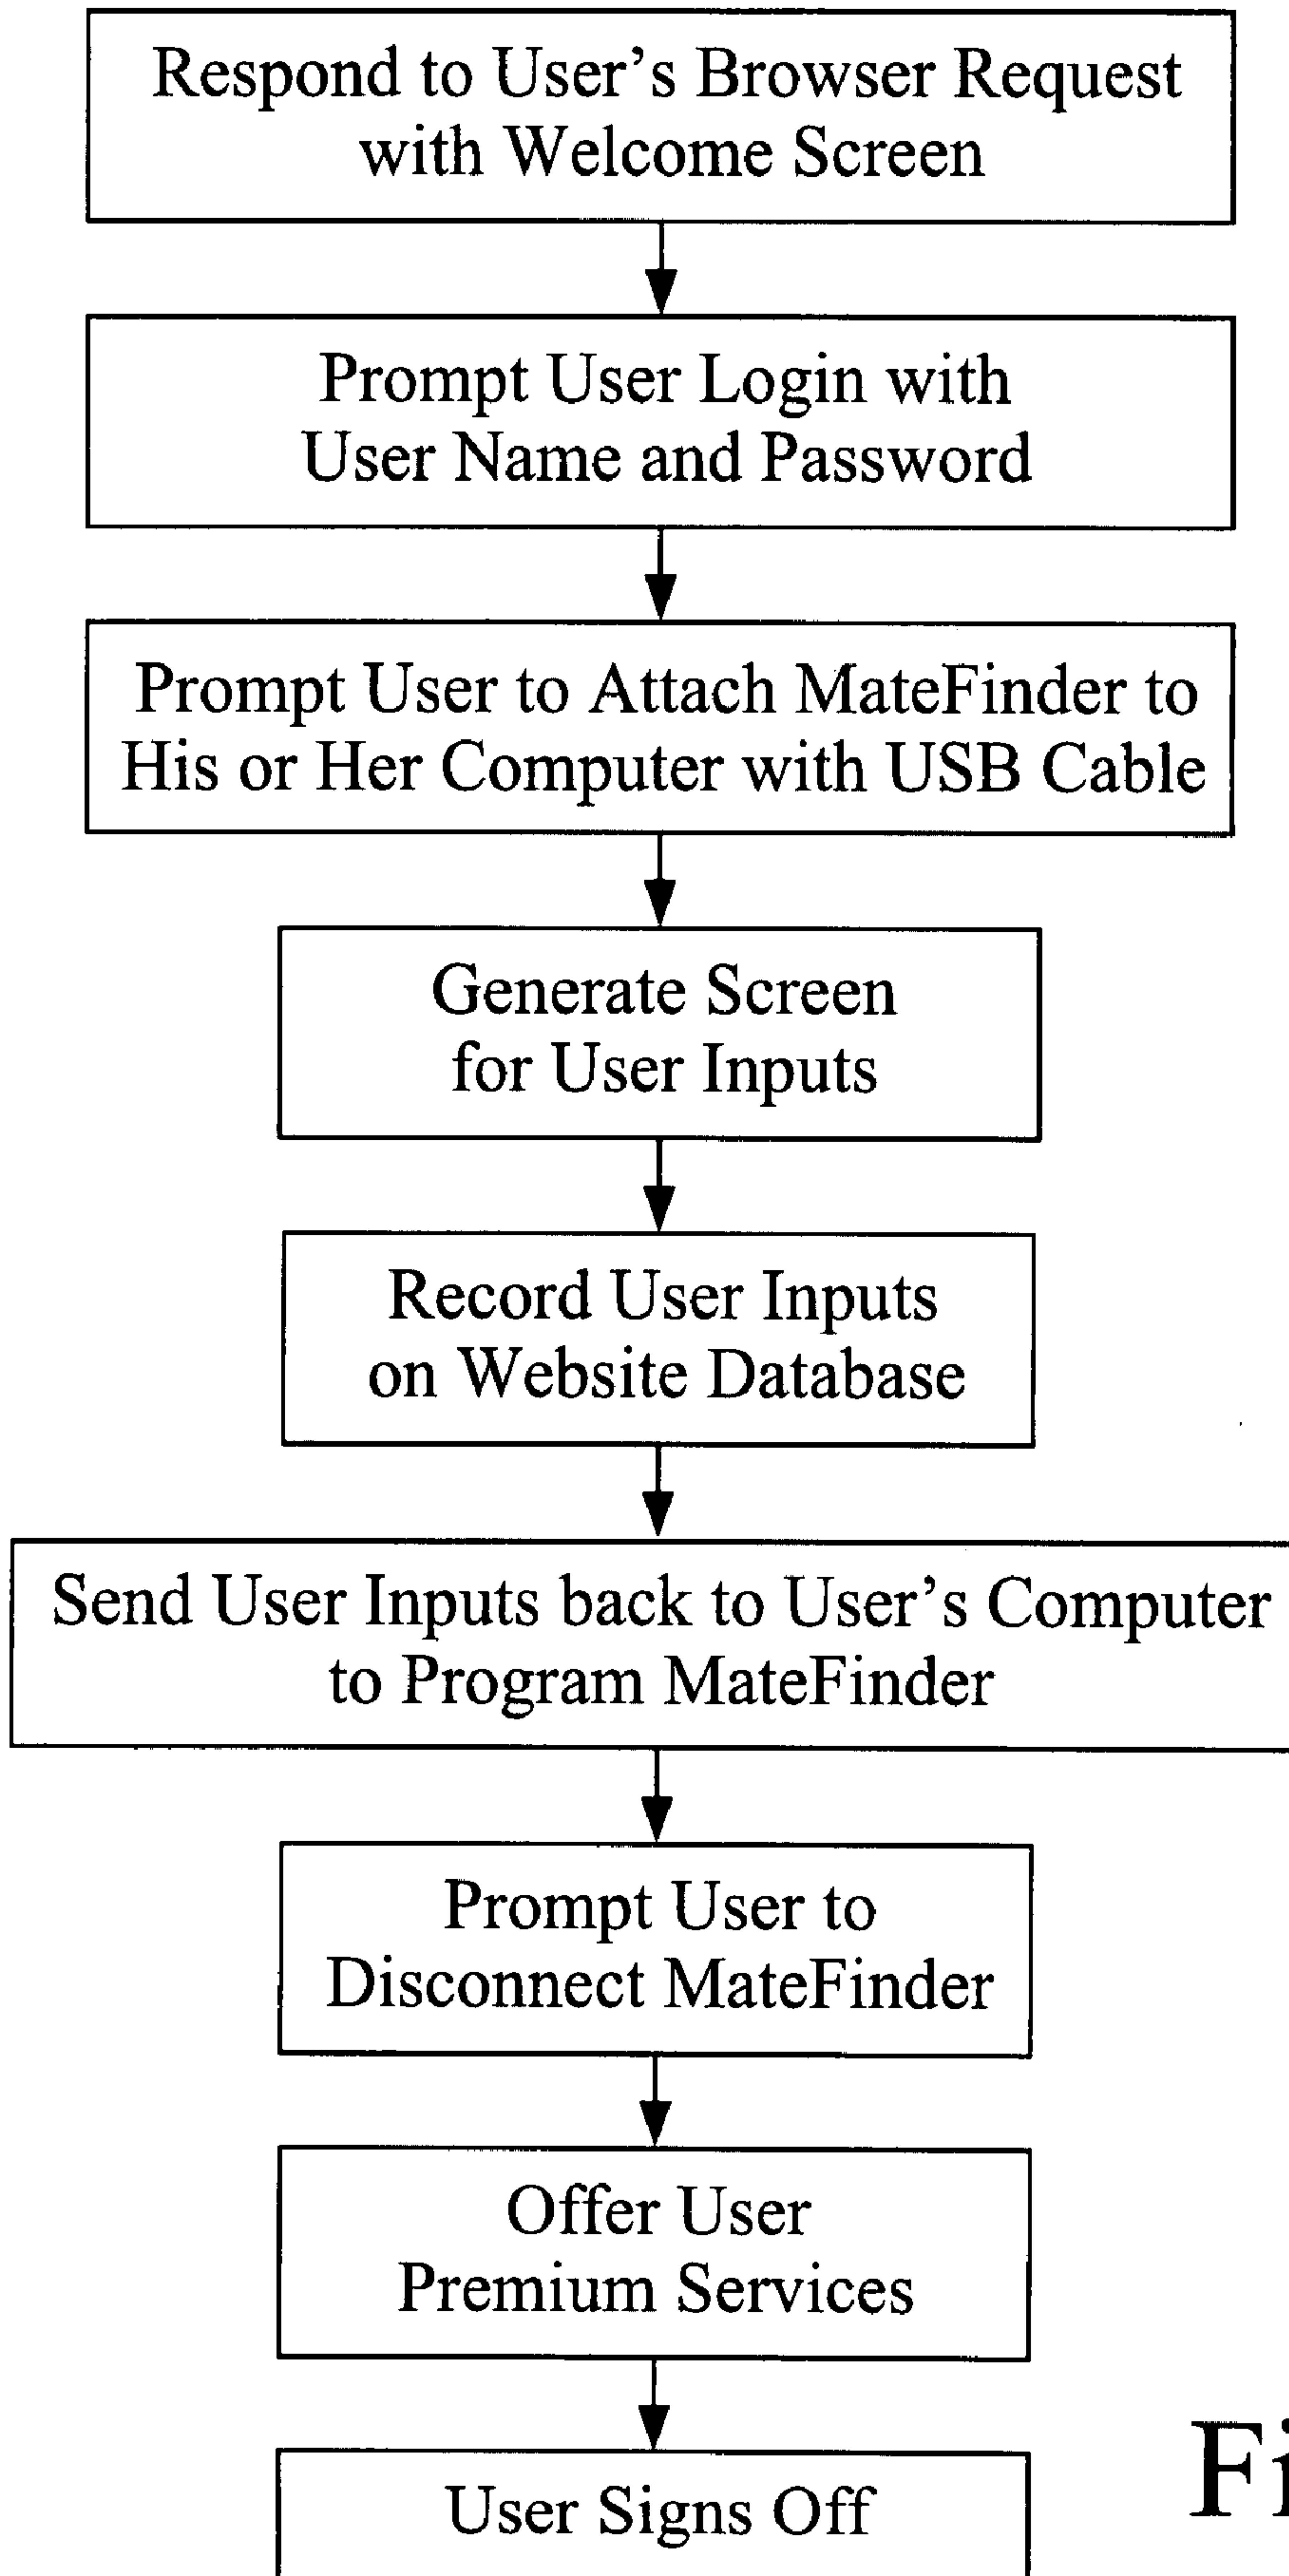 Respond to User's Browser Request
with Welcome Screen
Prompt User Login with
User Name and Password
Prompt User to Attach MateFinder to
His or Her Computer with USB Cable
Generate Screen
for User Inputs
Record User Inputs
on Website Database
Send User Inputs back to User's Computer
to Program MateFinder
Prompt User to
Disconnect MateFinder
Offer User
Premium Services
User Signs Off